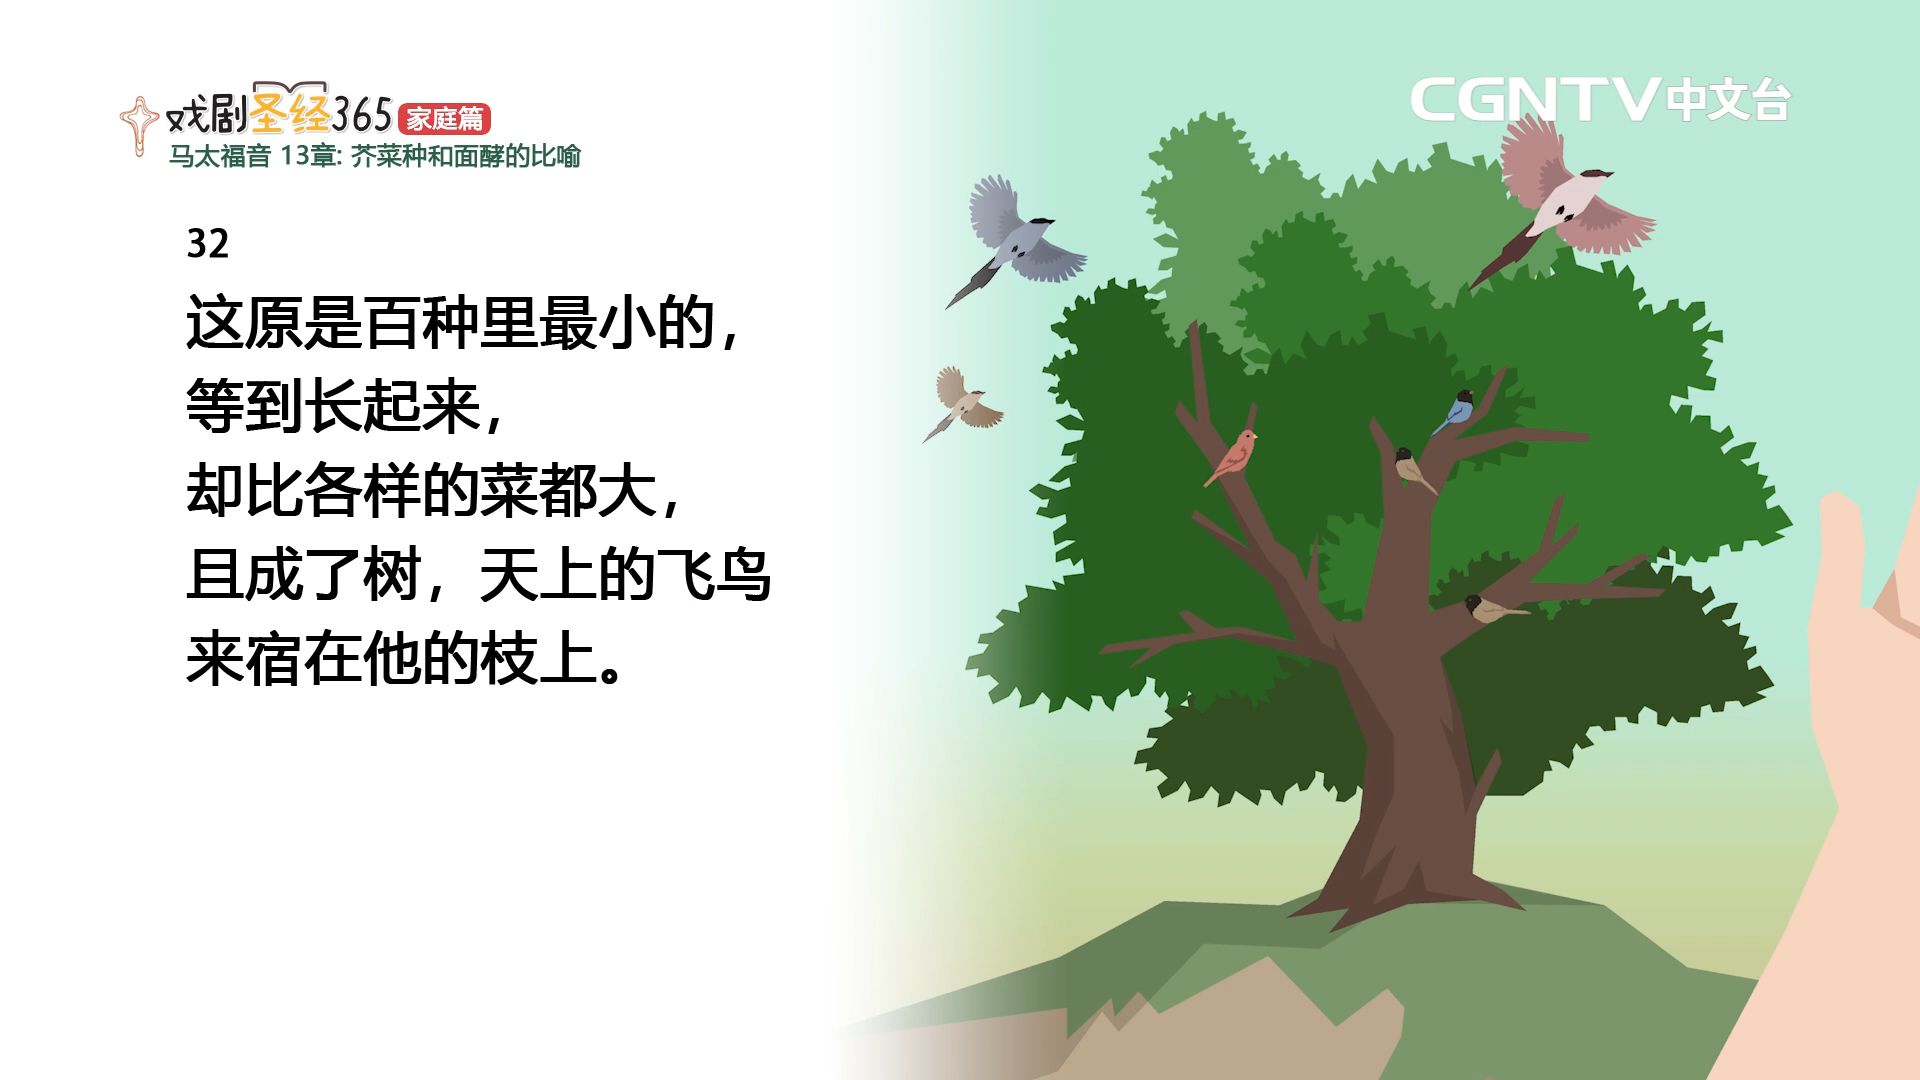 戏剧圣经365 家庭篇
CGNTV中文台
马太福音 13章: 芥菜种和面酵的比喻
32
这原是百种里最小的，
等到长起来，
却比各样的菜都大，
且成了树，天上的飞鸟
来宿在他的枝上。